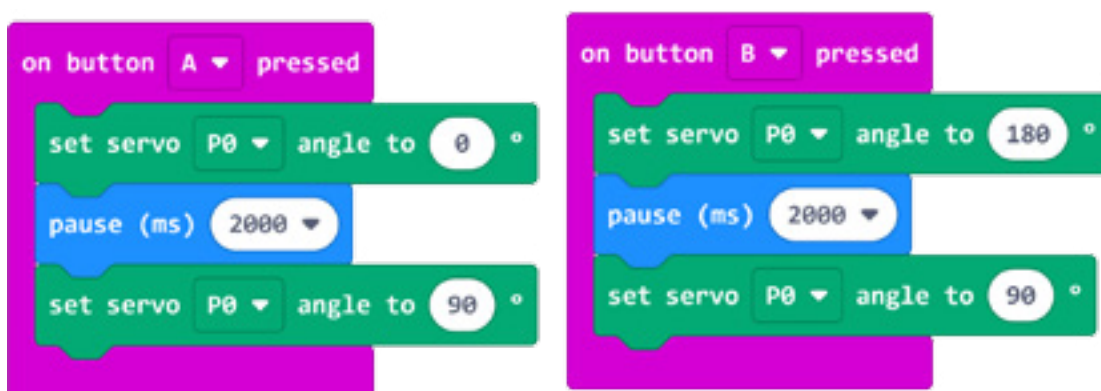 on button A pressed
set servo P0 angle to 0 °
pause (ms) 2000
set servo P0 angle to 90 °
on button B pressed
set servo P0 angle to 180 °
pause (ms) 2000
set servo P0 angle to 90 °